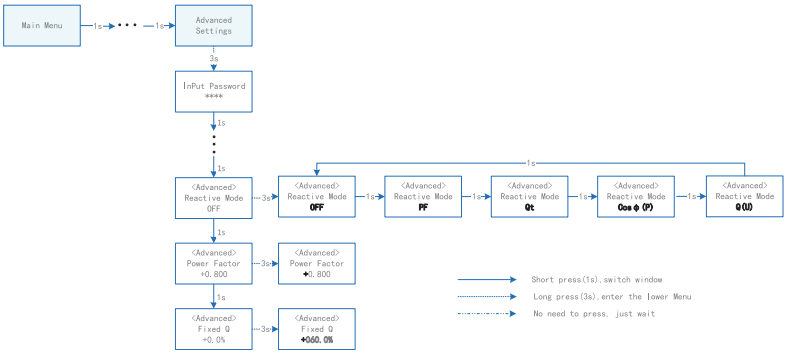 Main Menu
1s
1s
Advanced
Settings
3s
InPut Password
****
1s
1s
<Advanced>
Reactive Mode
OFF
3s
<Advanced>
Reactive Mode
OFF
1s
<Advanced>
Reactive Mode
PF
1s
<Advanced>
Reactive Mode
Qt
1s
<Advanced>
Reactive Mode
Cosϕ(P)
1s
<Advanced>
Reactive Mode
Q(U)
1s
1s
<Advanced>
Power Factor
+0.800
3s
<Advanced>
Power Factor
+0.800
1s
<Advanced>
Fixed Q
+0.0%
3s
<Advanced>
Fixed Q
+060.0%
Short press(1s),switch window
Long press(3s),enter the lower Menu
No need to press, just wait